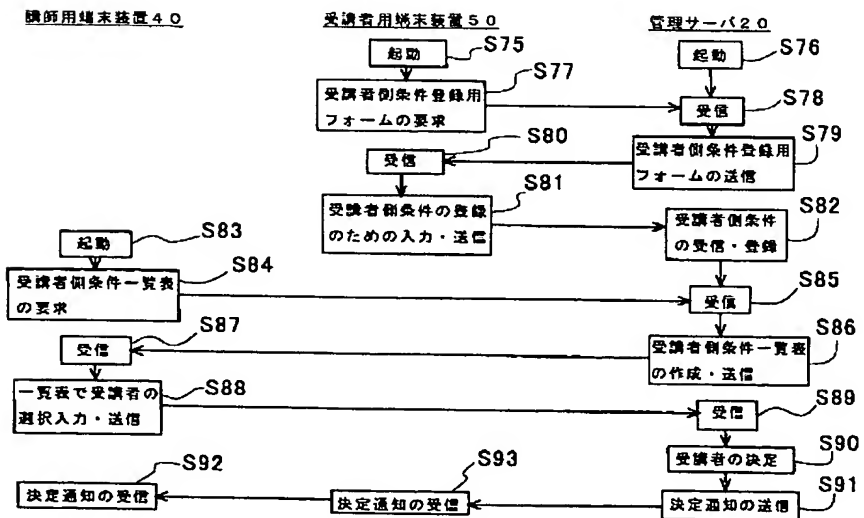 講師用端末装置40
受講者用端末装置50
管理サーバ20
起動
S75
起動
S76
受講者側条件登録用
フォームの要求
S77
受信
S78
受講者側条件登録用
フォームの送信
S79
受信
S80
受講者側条件の登録
のための入力・送信
S81
受講者側条件
の受信・登録
S82
起動
S83
受講者側条件一覧表
の要求
S84
受信
S85
受講者側条件一覧表
の作成・送信
S86
受信
S87
一覧表で受講者の
選択入力・送信
S88
受信
S89
受講者の決定
S90
決定通知の送信
S91
決定通知の受信
S92
決定通知の受信
S93